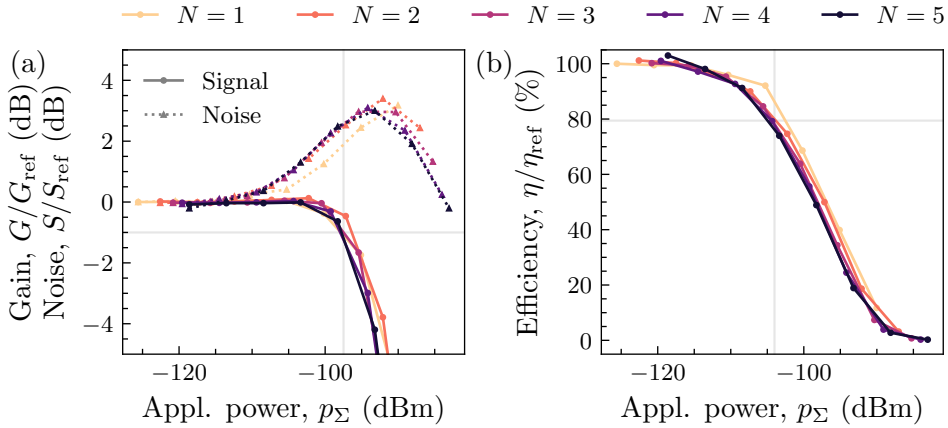 N = 1 N = 2 N = 3 N = 4 N = 5
(a)
Signal
Noise
Gain, G/G_ref (dB)
Noise, S/S_ref (dB)
4
2
0
−2
−4
−120 −100
Appl. power, p_Σ (dBm)
(b)
Efficiency, η/η_ref (%)
100
80
60
40
20
0
−120 −100
Appl. power, p_Σ (dBm)